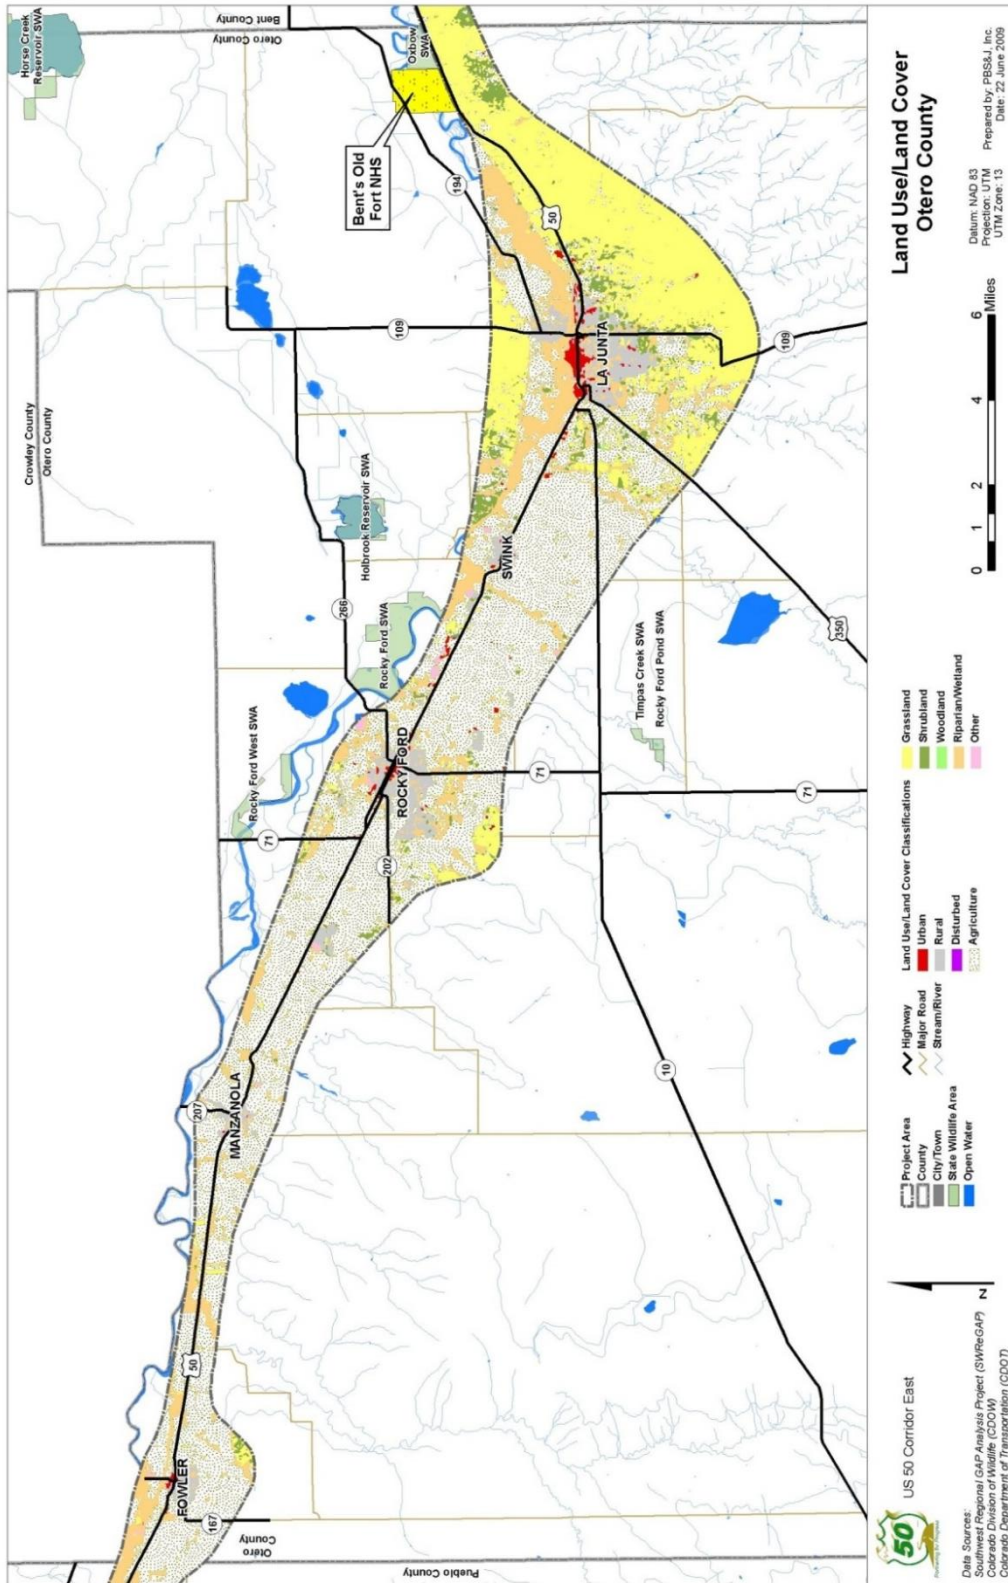 Crowley County
Otero County
Horse Creek
Reservoir SWA
Otero County
Bent County
Oxbow
SWA
Bent's Old
Fort NHS
194
50
109
LA JUNTA
109
Holbrook Reservoir SWA
266
Rocky Ford SWA
SWINK
Rocky Ford West SWA
71
ROCKY FORD
202
71
Timpas Creek SWA
Rocky Ford Pond SWA
71
350
10
207
MANZANOLA
50
FOWLER
167
Otero
County
Pueblo County
50
US 50 Corridor East
Data Sources:
Southwest Regional GAP Analysis Project (SWReGAP)
Colorado Division of Wildlife (CDOW)
Colorado Department of Transportation (CDOT)
N
Project Area
County
City/Town
State Wildlife Area
Open Water
Highway
Major Road
Stream/River
Land Use/Land Cover Classifications
Urban
Rural
Disturbed
Agriculture
Grassland
Shrubland
Woodland
Riparian/Wetland
Other
0 1 2 4 6
Miles
Land Use/Land Cover
Otero County
Datum: NAD 83
Projection: UTM
UTM Zone: 13
Prepared by: PBS&J, Inc.
Date: 22 June 2009